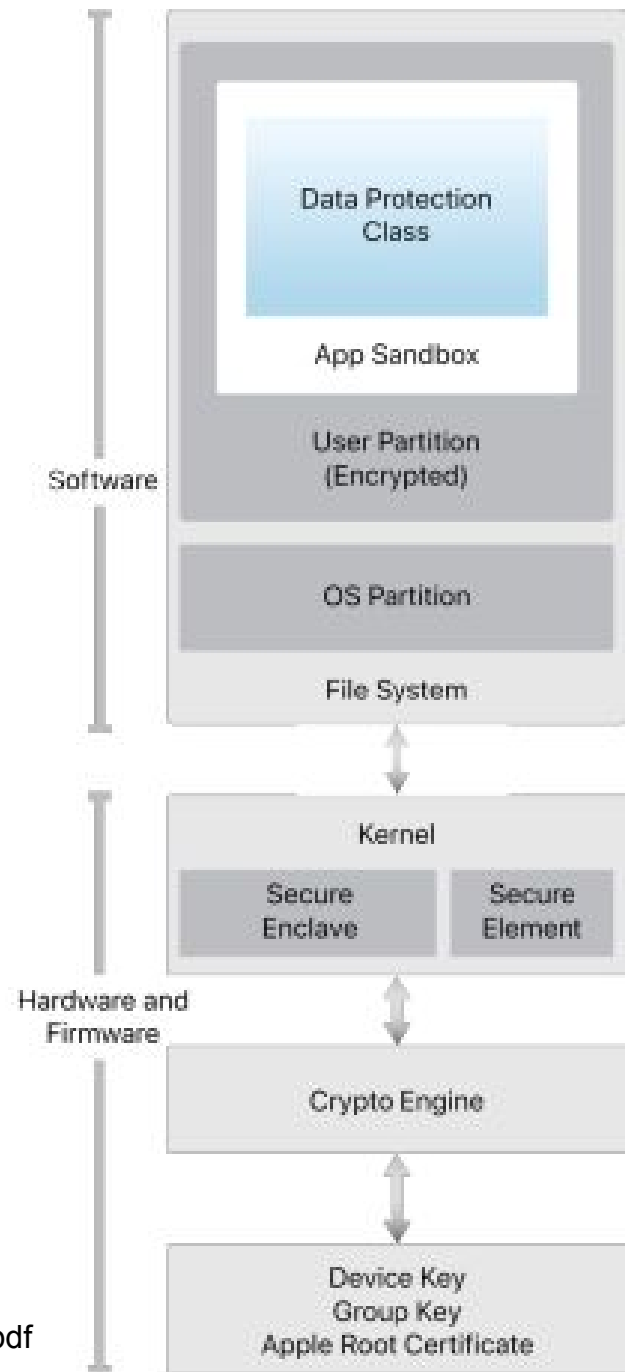 Data Protection
Class
App Sandbox
User Partition
(Encrypted)
Software
OS Partition
File System
Kernel
Secure
Enclave
Secure
Element
Hardware and
Firmware
Crypto Engine
Device Key
Group Key
Apple Root Certificate